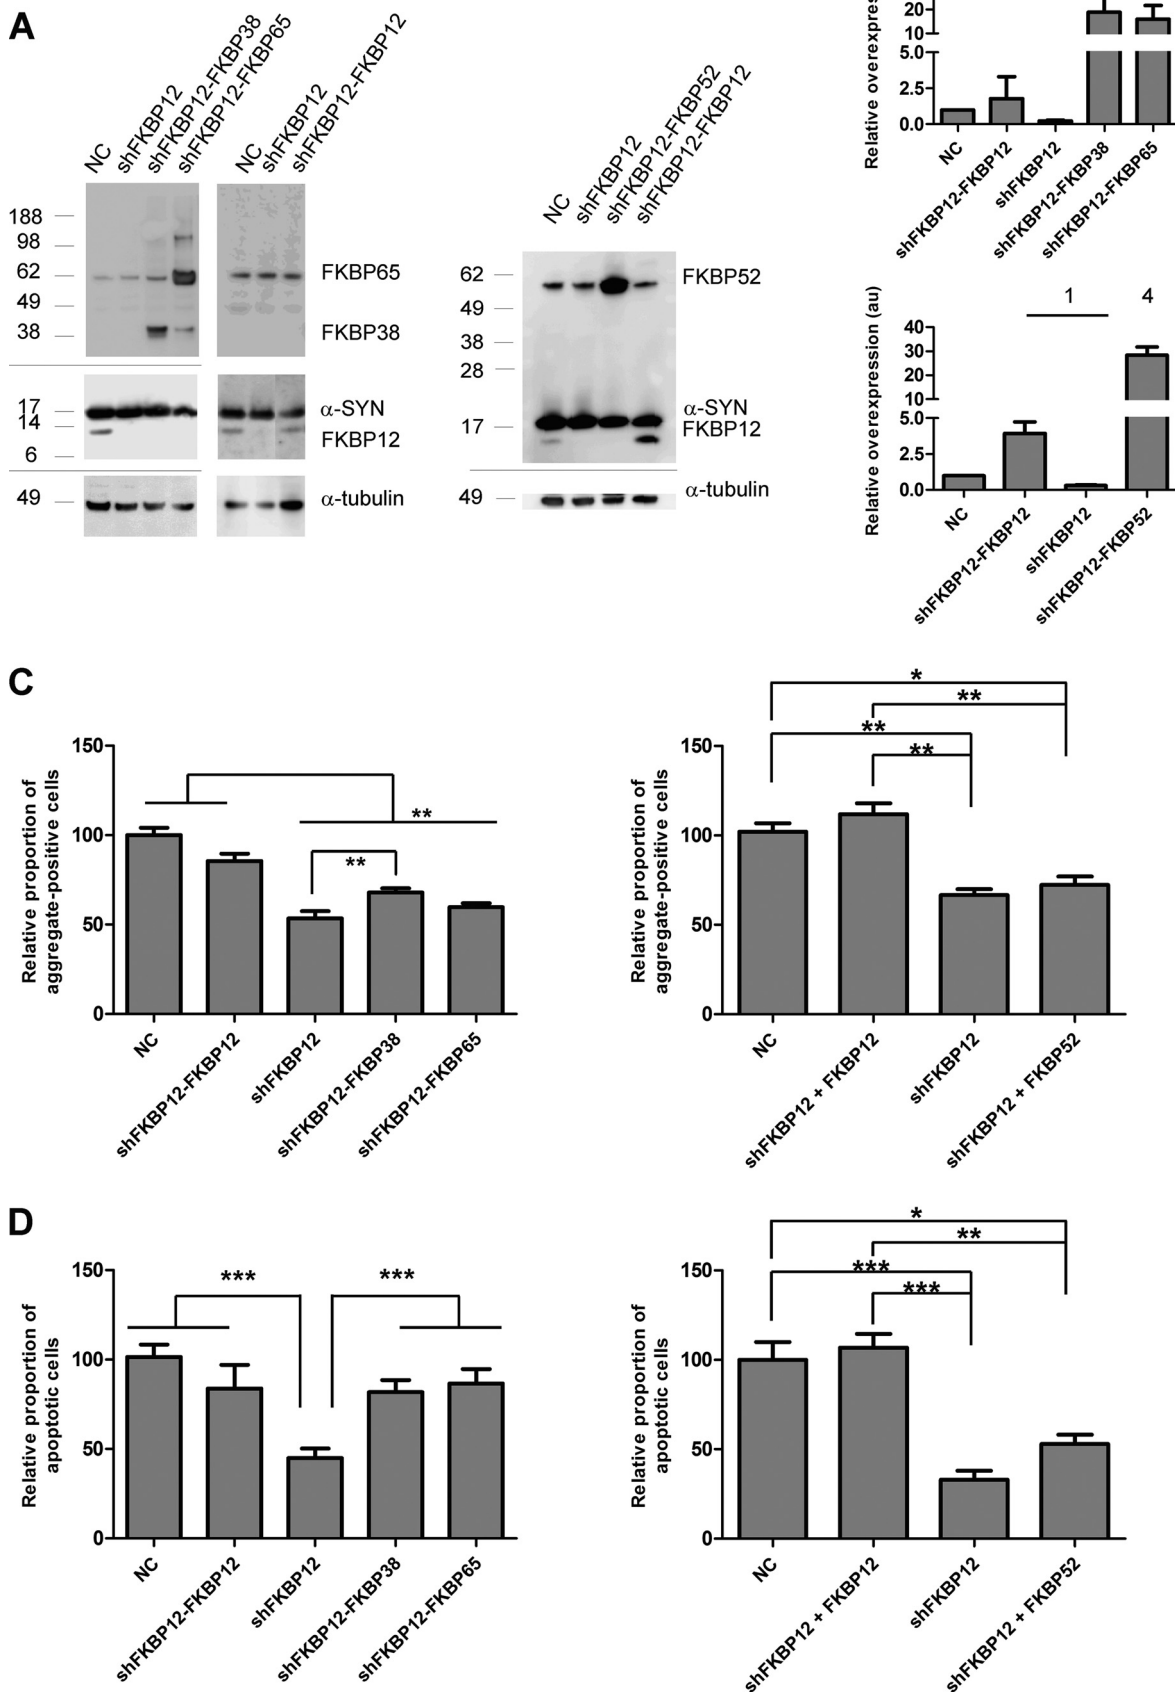 A
NC
shFKBP12
shFKBP12-FKBP38
shFKBP12-FKBP65
NC
shFKBP12
shFKBP12-FKBP12
188
98
62
49
38
17
14
6
49
FKBP65
FKBP38
α-SYN
FKBP12
α-tubulin
NC
shFKBP12
shFKBP12-FKBP52
shFKBP12-FKBP12
62
49
38
28
17
49
FKBP52
α-SYN
FKBP12
α-tubulin
Relative overexpres
20
10
5.0
2.5
0.0
NC
shFKBP12-FKBP12
shFKBP12
shFKBP12-FKBP38
shFKBP12-FKBP65
Relative overexpression (au)
1
4
40
30
20
10
5.0
2.5
0.0
NC
shFKBP12-FKBP12
shFKBP12
shFKBP12-FKBP52
C
Relative proportion of
aggregate-positive cells
150
100
50
0
**
**
NC
shFKBP12-FKBP12
shFKBP12
shFKBP12-FKBP38
shFKBP12-FKBP65
Relative proportion of
aggregate-positive cells
150
100
50
0
*
**
**
**
NC
shFKBP12 + FKBP12
shFKBP12
shFKBP12 + FKBP52
D
Relative proportion of
apoptotic cells
150
100
50
0
***
***
NC
shFKBP12-FKBP12
shFKBP12
shFKBP12-FKBP38
shFKBP12-FKBP65
Relative proportion of
apoptotic cells
150
100
50
0
*
**
***
***
NC
shFKBP12 + FKBP12
shFKBP12
shFKBP12 + FKBP52